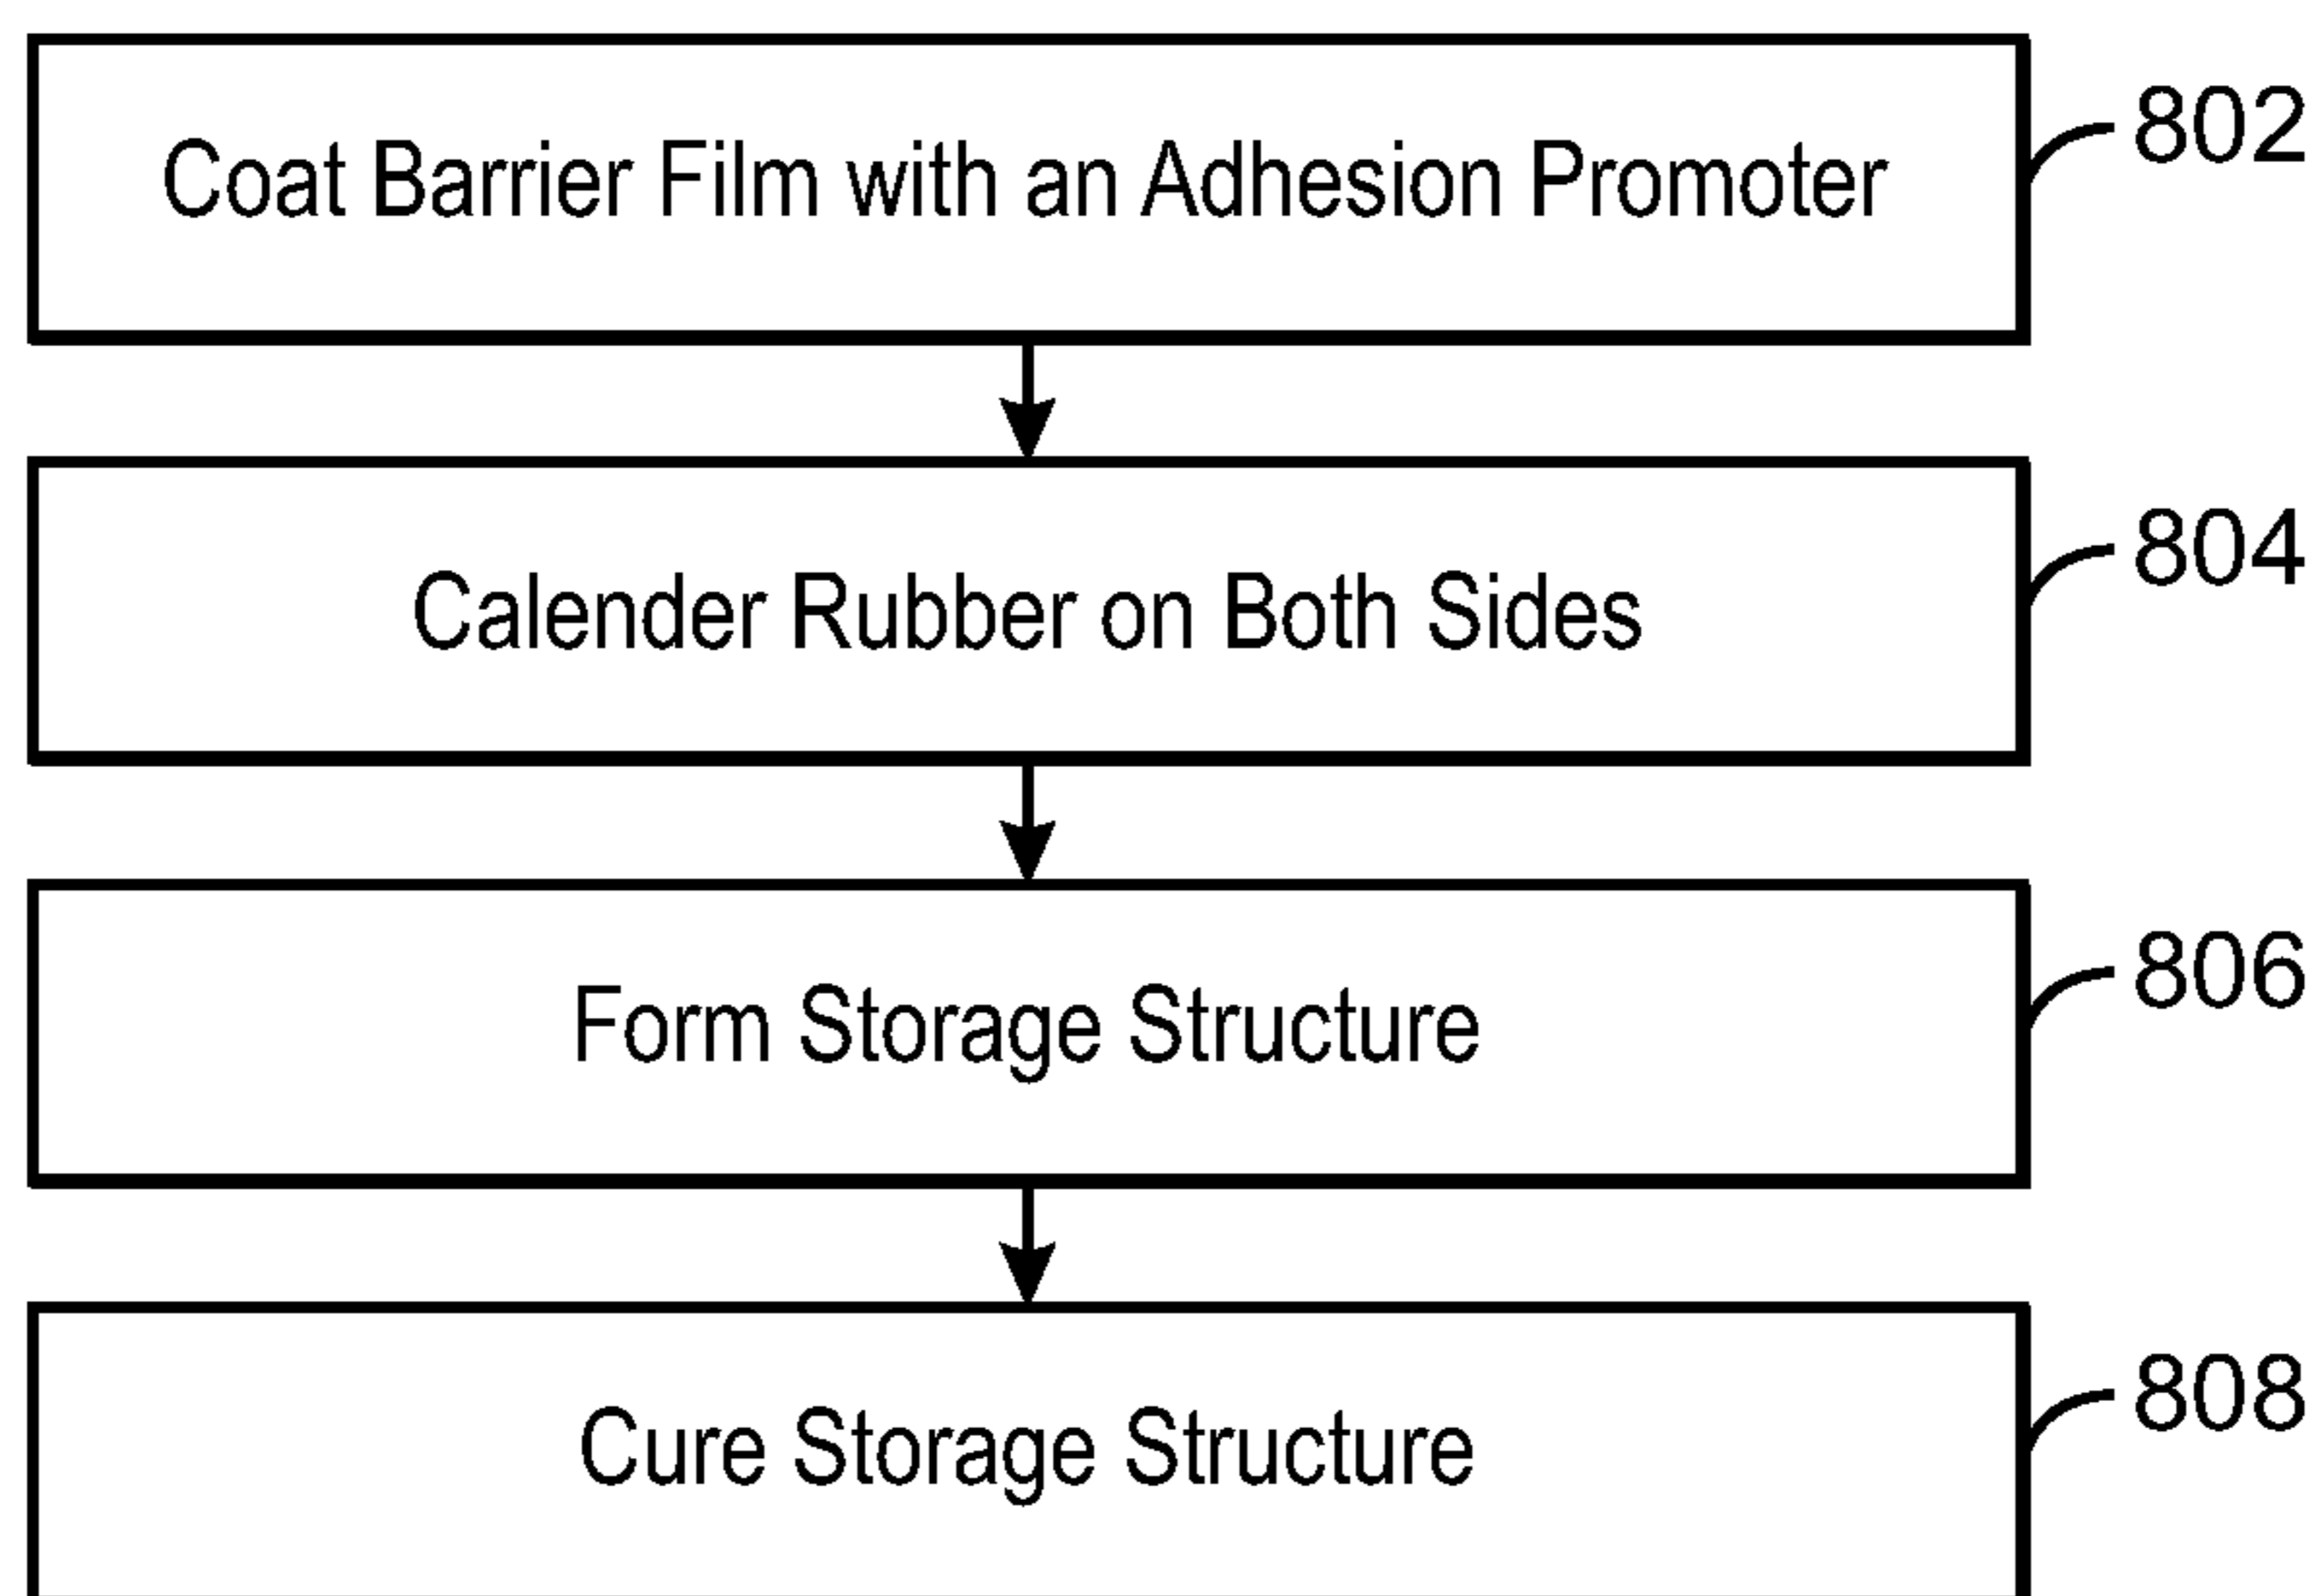 Coat Barrier Film with an Adhesion Promoter
802
Calender Rubber on Both Sides
804
Form Storage Structure
806
Cure Storage Structure
808